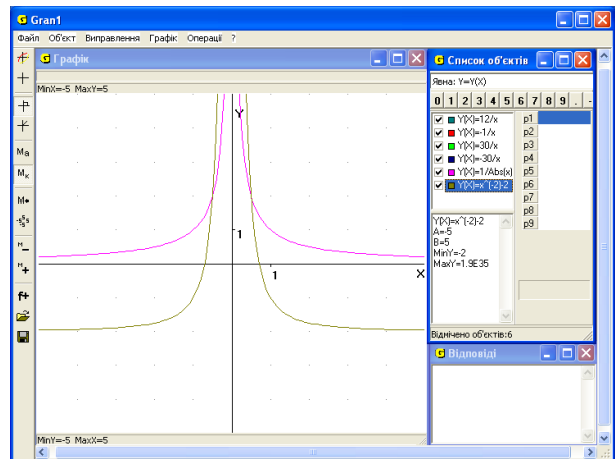 Gran1
Файл Об'єкт Виправлення Графік Операції ?
Графік
MinX=-5 MaxY=5
Y
1
X
1
MinY=-5 MaxX=5
Список об'єктів
Явна: Y=Y(X)
0 1 2 3 4 5 6 7 8 9 . -
Y(X)=12/x
Y(X)=-1/x
Y(X)=30/x
Y(X)=-30/x
Y(X)=1/Abs(x)
Y(X)=x^(-2)-2
p1
p2
p3
p4
p5
p6
p7
p8
p9
Y(X)=x^(-2)-2
A=-5
B=5
MinY=-2
MaxY=1.9E35
Відмічено об'єктів:6
Відповіді